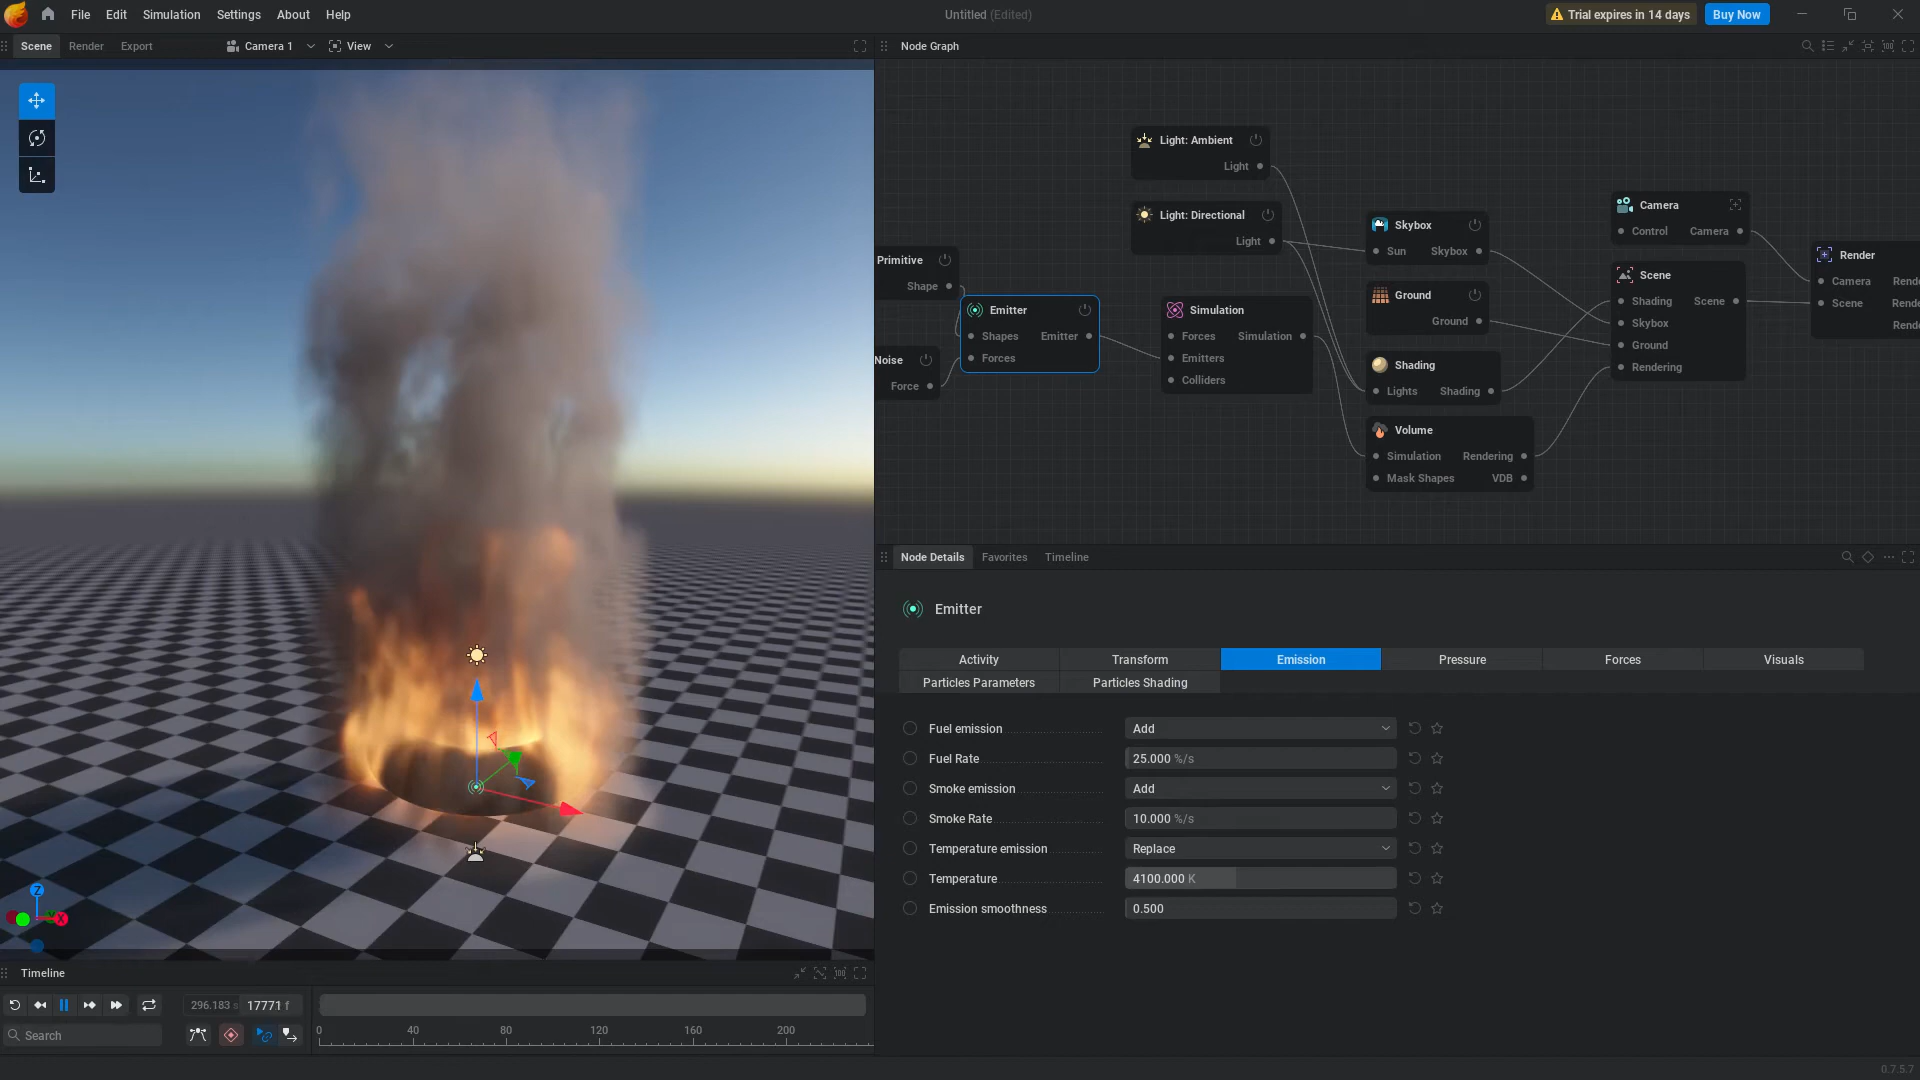 File Edit Simulation Settings About Help
Untitled (Edited)
Trial expires in 14 days
Buy Now
Scene Render Export
Camera 1
View
Node Graph
Light: Ambient
Light
Light: Directional
Light
Primitive
Shape
Noise
Force
Emitter
Shapes Emitter
Forces
Simulation
Forces Simulation
Emitters
Colliders
Skybox
Sun Skybox
Ground
Ground
Shading
Lights Shading
Volume
Simulation Rendering
Mask Shapes VDB
Camera
Control Camera
Scene
Shading Scene
Skybox
Ground
Rendering
Render
Camera Rende
Scene Rende
Rende
Node Details Favorites Timeline
Emitter
Activity Transform Emission Pressure Forces Visuals
Particles Parameters Particles Shading
Fuel emission Add
Fuel Rate 25.000 %/s
Smoke emission Add
Smoke Rate 10.000 %/s
Temperature emission Replace
Temperature 4100.000 K
Emission smoothness 0.500
Z
X
Timeline
296.183 s 17771 f
Search
0 40 80 120 160 200
0.7.5.7